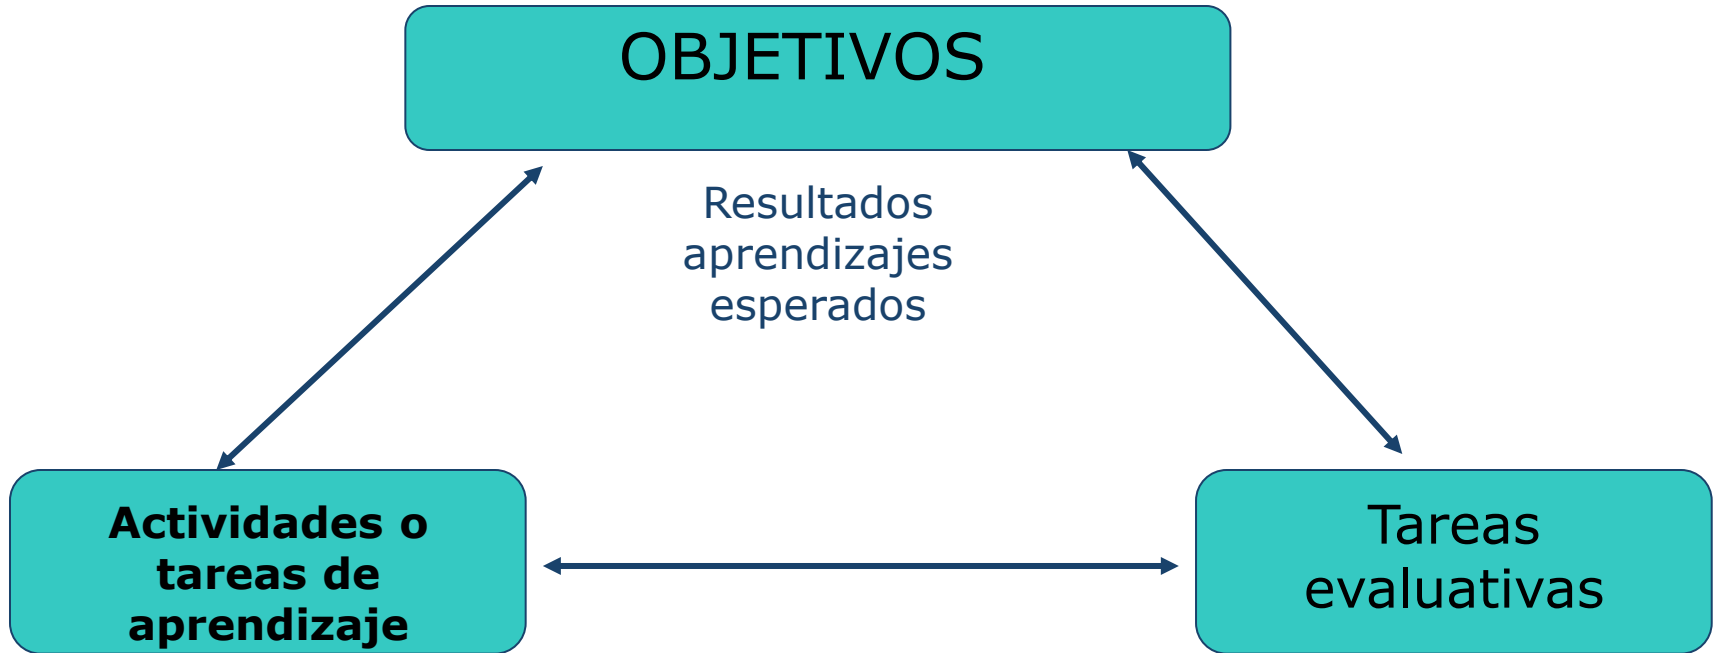 OBJETIVOS
Resultados
aprendizajes
esperados
Actividades o
tareas de
aprendizaje
Tareas
evaluativas